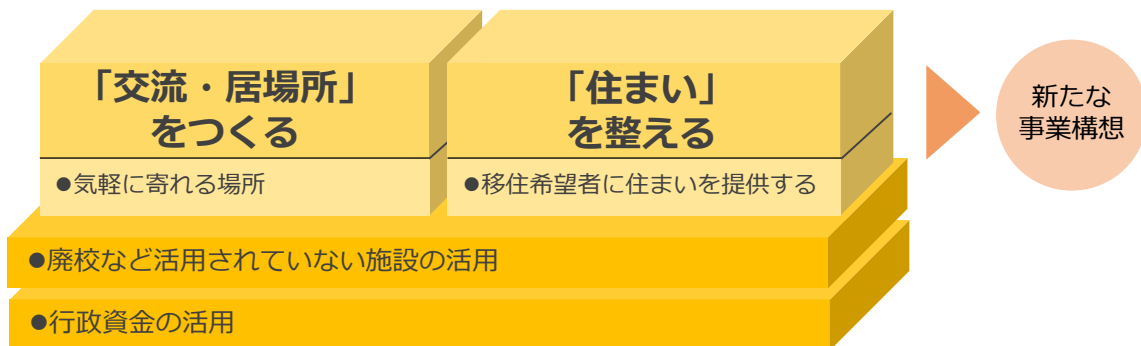 「交流・居場所」
をつくる
●気軽に寄れる場所
「住まい」
を整える
●移住希望者に住まいを提供する
●廃校など活用されていない施設の活用
●行政資金の活用
新たな
事業構想